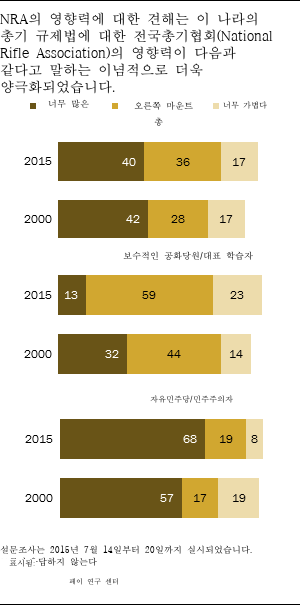 NRA의 영향력에 대한 견해는 이 나라의
총기 규제법에 대한 전국총기협회(National
Rifle Association)의 영향력이 다음과
같다고 말하는 이념적으로 더욱
양극화되었습니다.
너무 많은 오른쪽 마운트 너무 가볍다
총
2015 40 36 17
2000 42 28 17
보수적인 공화당원/대표 학습자
2015 13 59 23
2000 32 44 14
자유민주당/민주주의자
2015 68 19 8
2000 57 17 19
설문조사는 2015년 7월 14일부터 20일까지 실시되었습니다.
답하지 않는다
퓨이 연구 센터